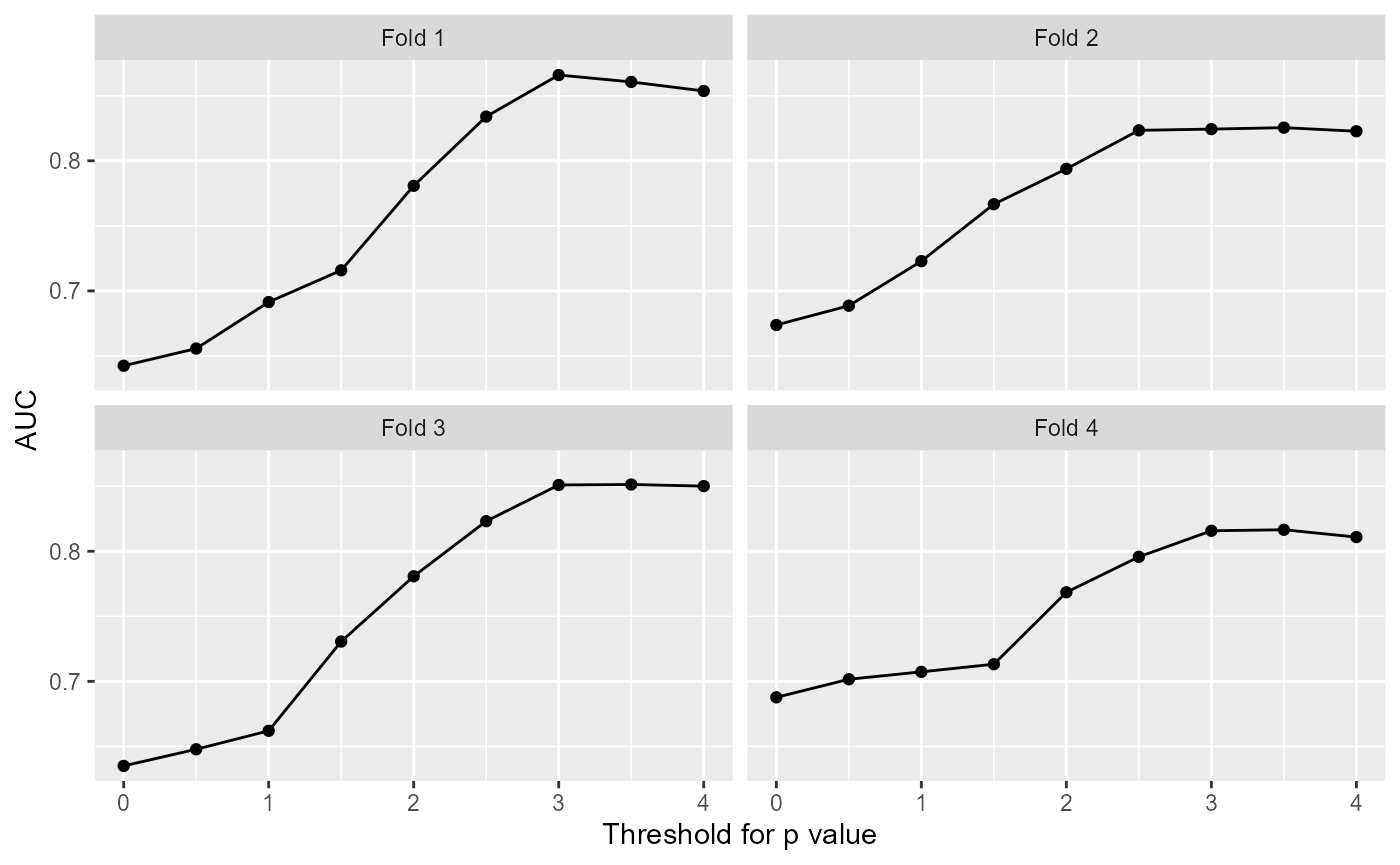 Fold 1
Fold 2
0.8
0.7
Fold 3
Fold 4
0.8
0.7
0 1 2 3 4
0 1 2 3 4
Threshold for p value
AUC